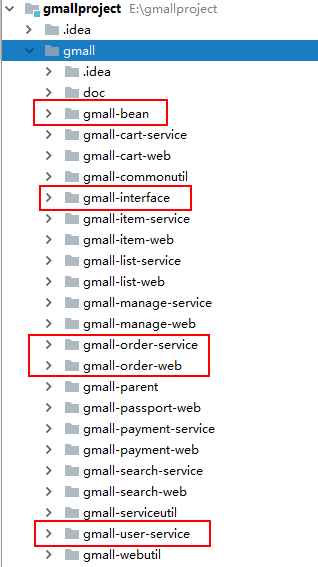 gmallproject E:\gmallproject
.idea
gmall
.idea
doc
gmall-bean
gmall-cart-service
gmall-cart-web
gmall-commonutil
gmall-interface
gmall-item-service
gmall-item-web
gmall-list-service
gmall-list-web
gmall-manage-service
gmall-manage-web
gmall-order-service
gmall-order-web
gmall-parent
gmall-passport-web
gmall-payment-service
gmall-payment-web
gmall-search-service
gmall-search-web
gmall-serviceutil
gmall-user-service
gmall-webutil